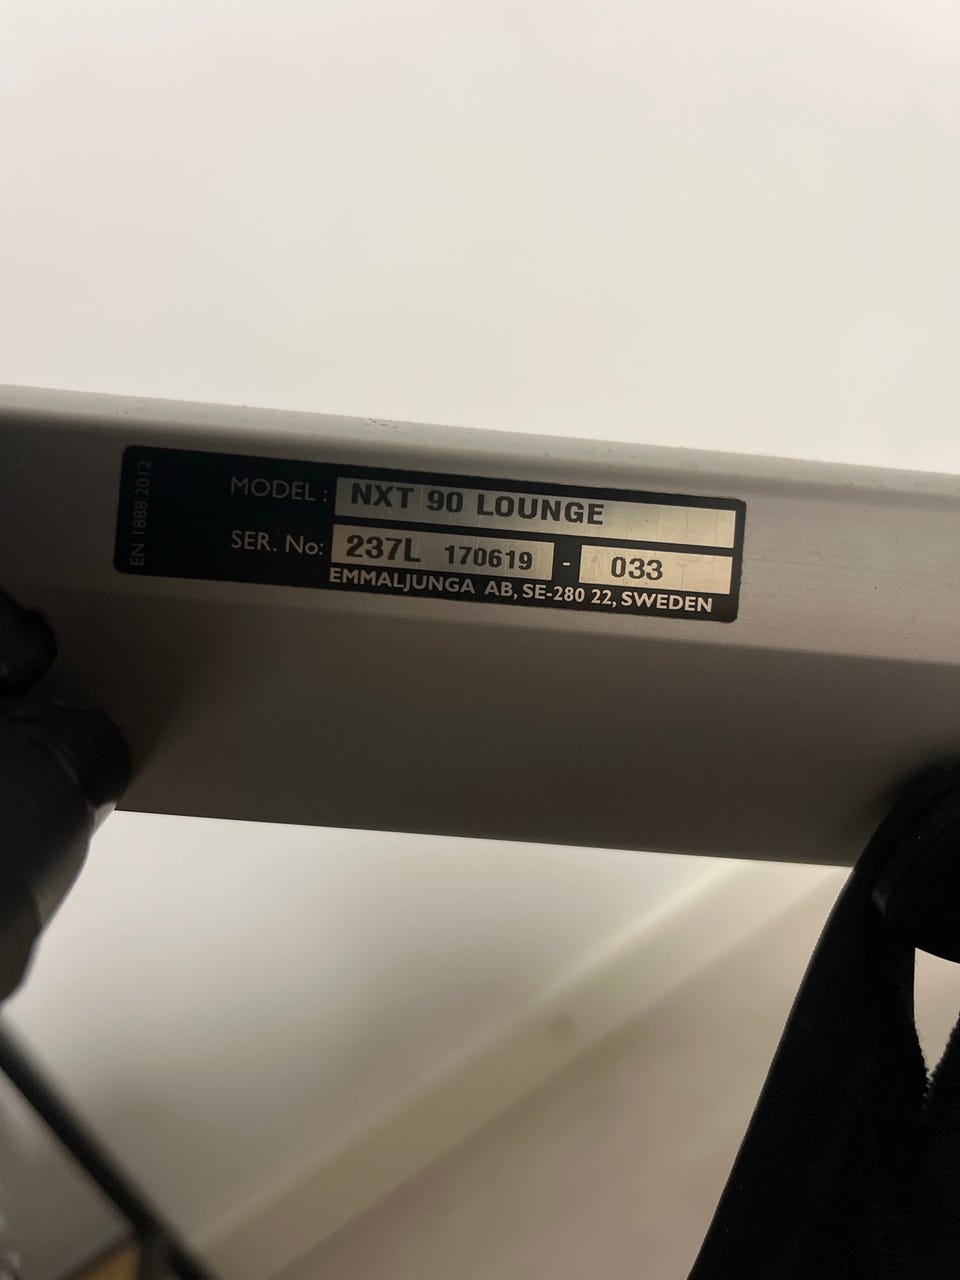 EN 1888:2012
MODEL : NXT 90 LOUNGE
SER. No: 237L 170619 - 033
EMMALJUNGA AB, SE-280 22, SWEDEN